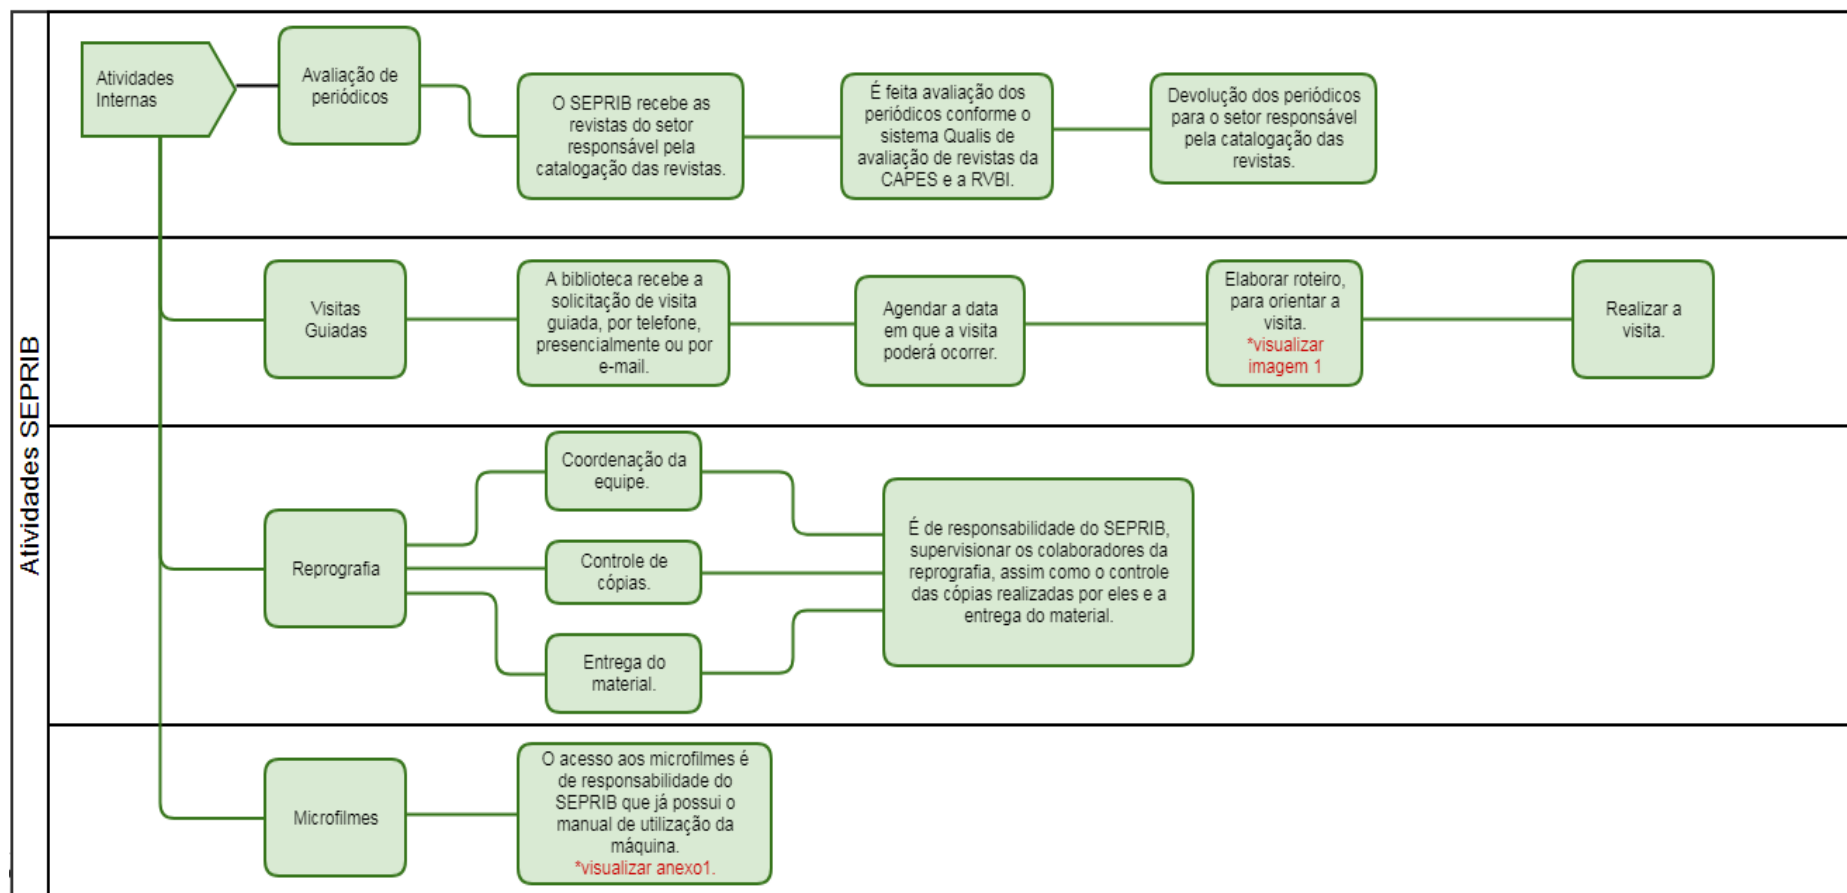 Atividades SEPRIB
Atividades
Internas
Avaliação de
periódicos
O SEPRIB recebe as
revistas do setor
responsável pela
catalogação das revistas.
É feita avaliação dos
periódicos conforme o
sistema Qualis de
avaliação de revistas da
CAPES e a RVBI.
Devolução dos periódicos
para o setor responsável
pela catalogação das
revistas.
Visitas
Guiadas
A biblioteca recebe a
solicitação de visita
guiada, por telefone,
presencialmente ou por
e-mail.
Agendar a data
em que a visita
poderá ocorrer.
Elaborar roteiro,
para orientar a
visita.
*visualizar
imagem 1
Realizar a
visita.
Reprografia
Coordenação da
equipe.
Controle de
cópias.
Entrega do
material.
É de responsabilidade do SEPRIB,
supervisionar os colaboradores da
reprografia, assim como o controle
das cópias realizadas por eles e a
entrega do material.
Microfilmes
O acesso aos microfilmes é
de responsabilidade do
SEPRIB que já possui o
manual de utilização da
máquina.
*visualizar anexo1.